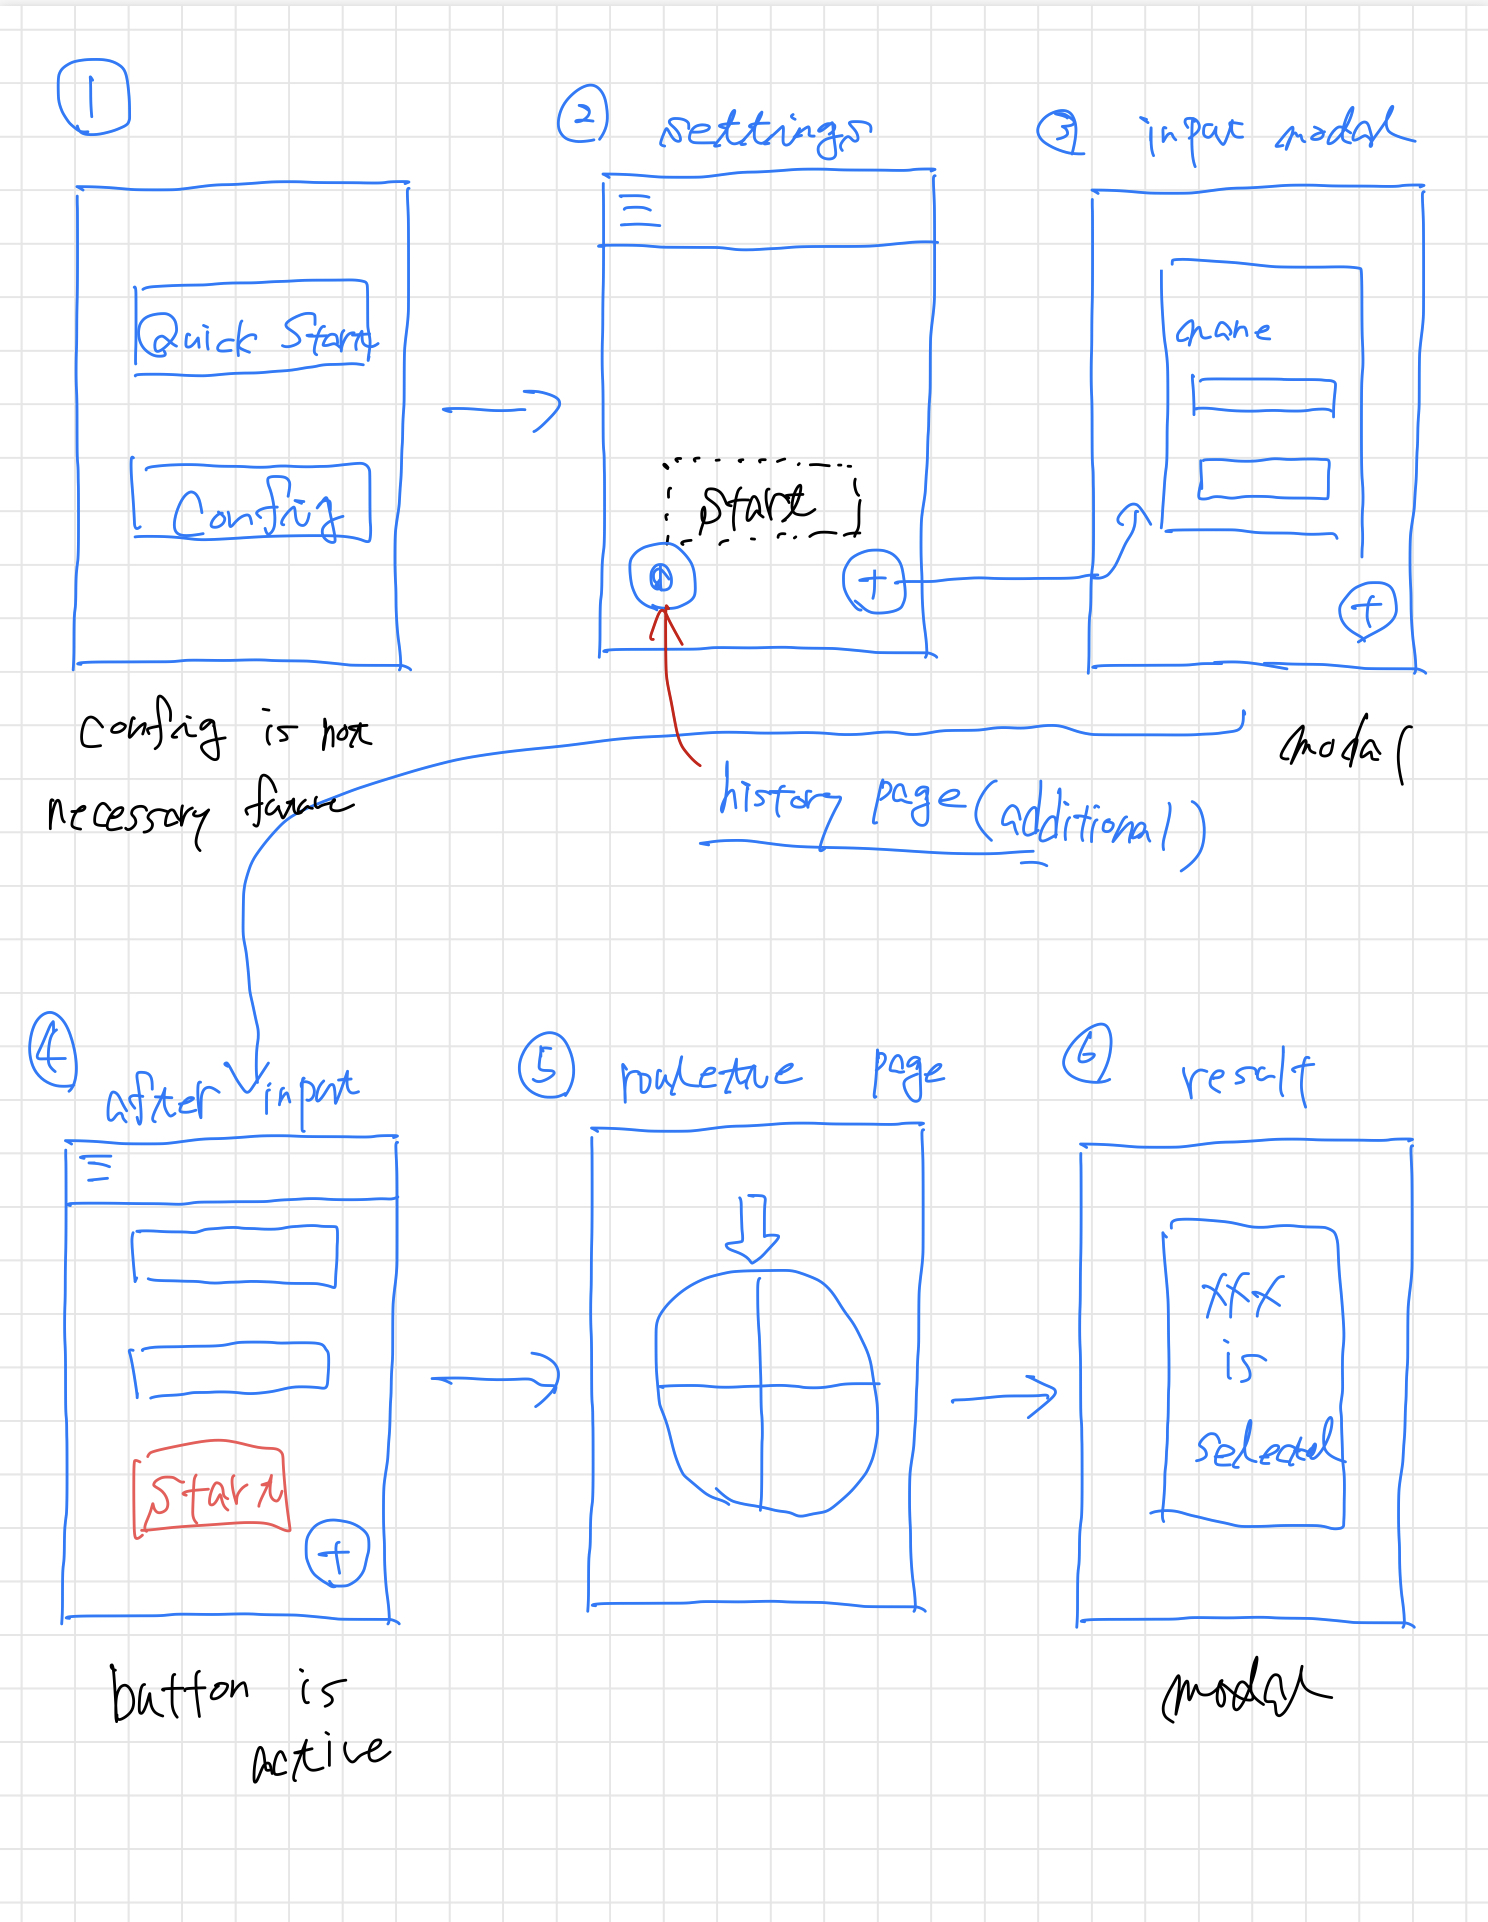 1
Quick Start
Config
config is not
necessary
2 settings
start
+
3 input modal
name
+
modal
history page (additional)
4
after input
start
+
button is
active
5 roulette page
6 result
xxx
is
selected
modal